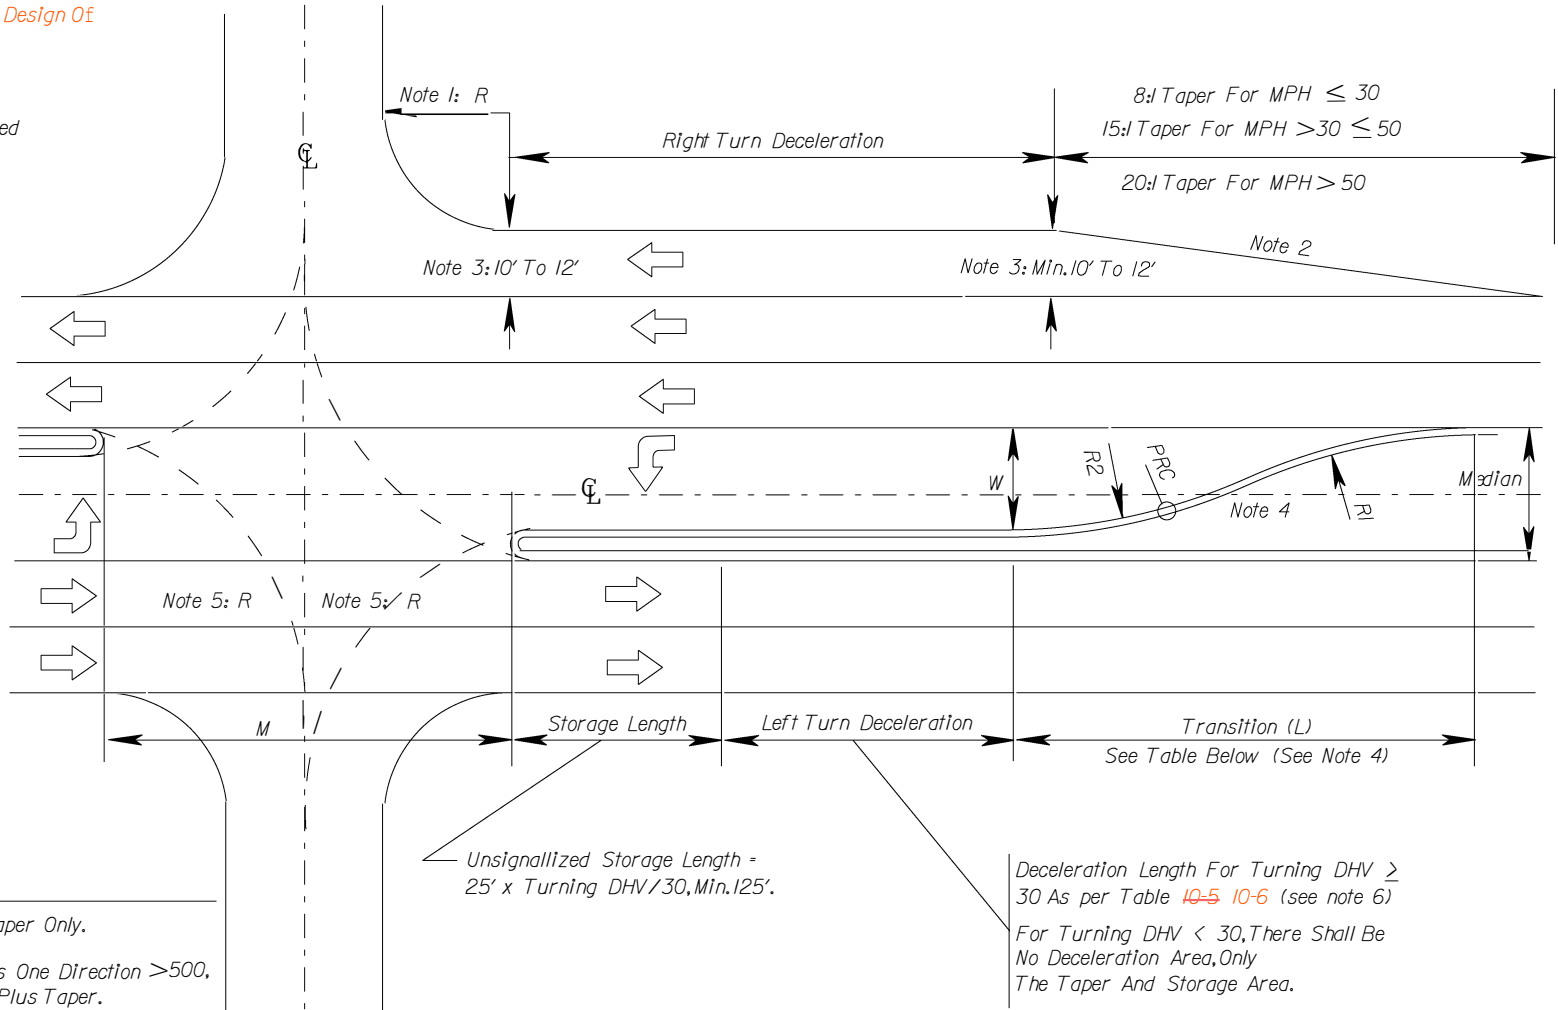 Design Of
ed
Note 1: R
Right Turn Deceleration
8:1 Taper For MPH ≤ 30
15:1 Taper For MPH >30 ≤ 50
20:1 Taper For MPH > 50
℄
Note 3:10' To 12'
Note 3: Min.10' To 12'
Note 2
W
R2
PRC
Note 4
R1
Median
℄
Note 5: R
Note 5: R
M
Storage Length
Left Turn Deceleration
Transition (L)
See Table Below (See Note 4)
Unsignallized Storage Length =
25' x Turning DHV/30, Min.125'.
Deceleration Length For Turning DHV ≥
30 As per Table 10-5 10-6 (see note 6)
For Turning DHV < 30, There Shall Be
No Deceleration Area, Only
The Taper And Storage Area.
aper Only.
s One Direction >500,
Plus Taper.